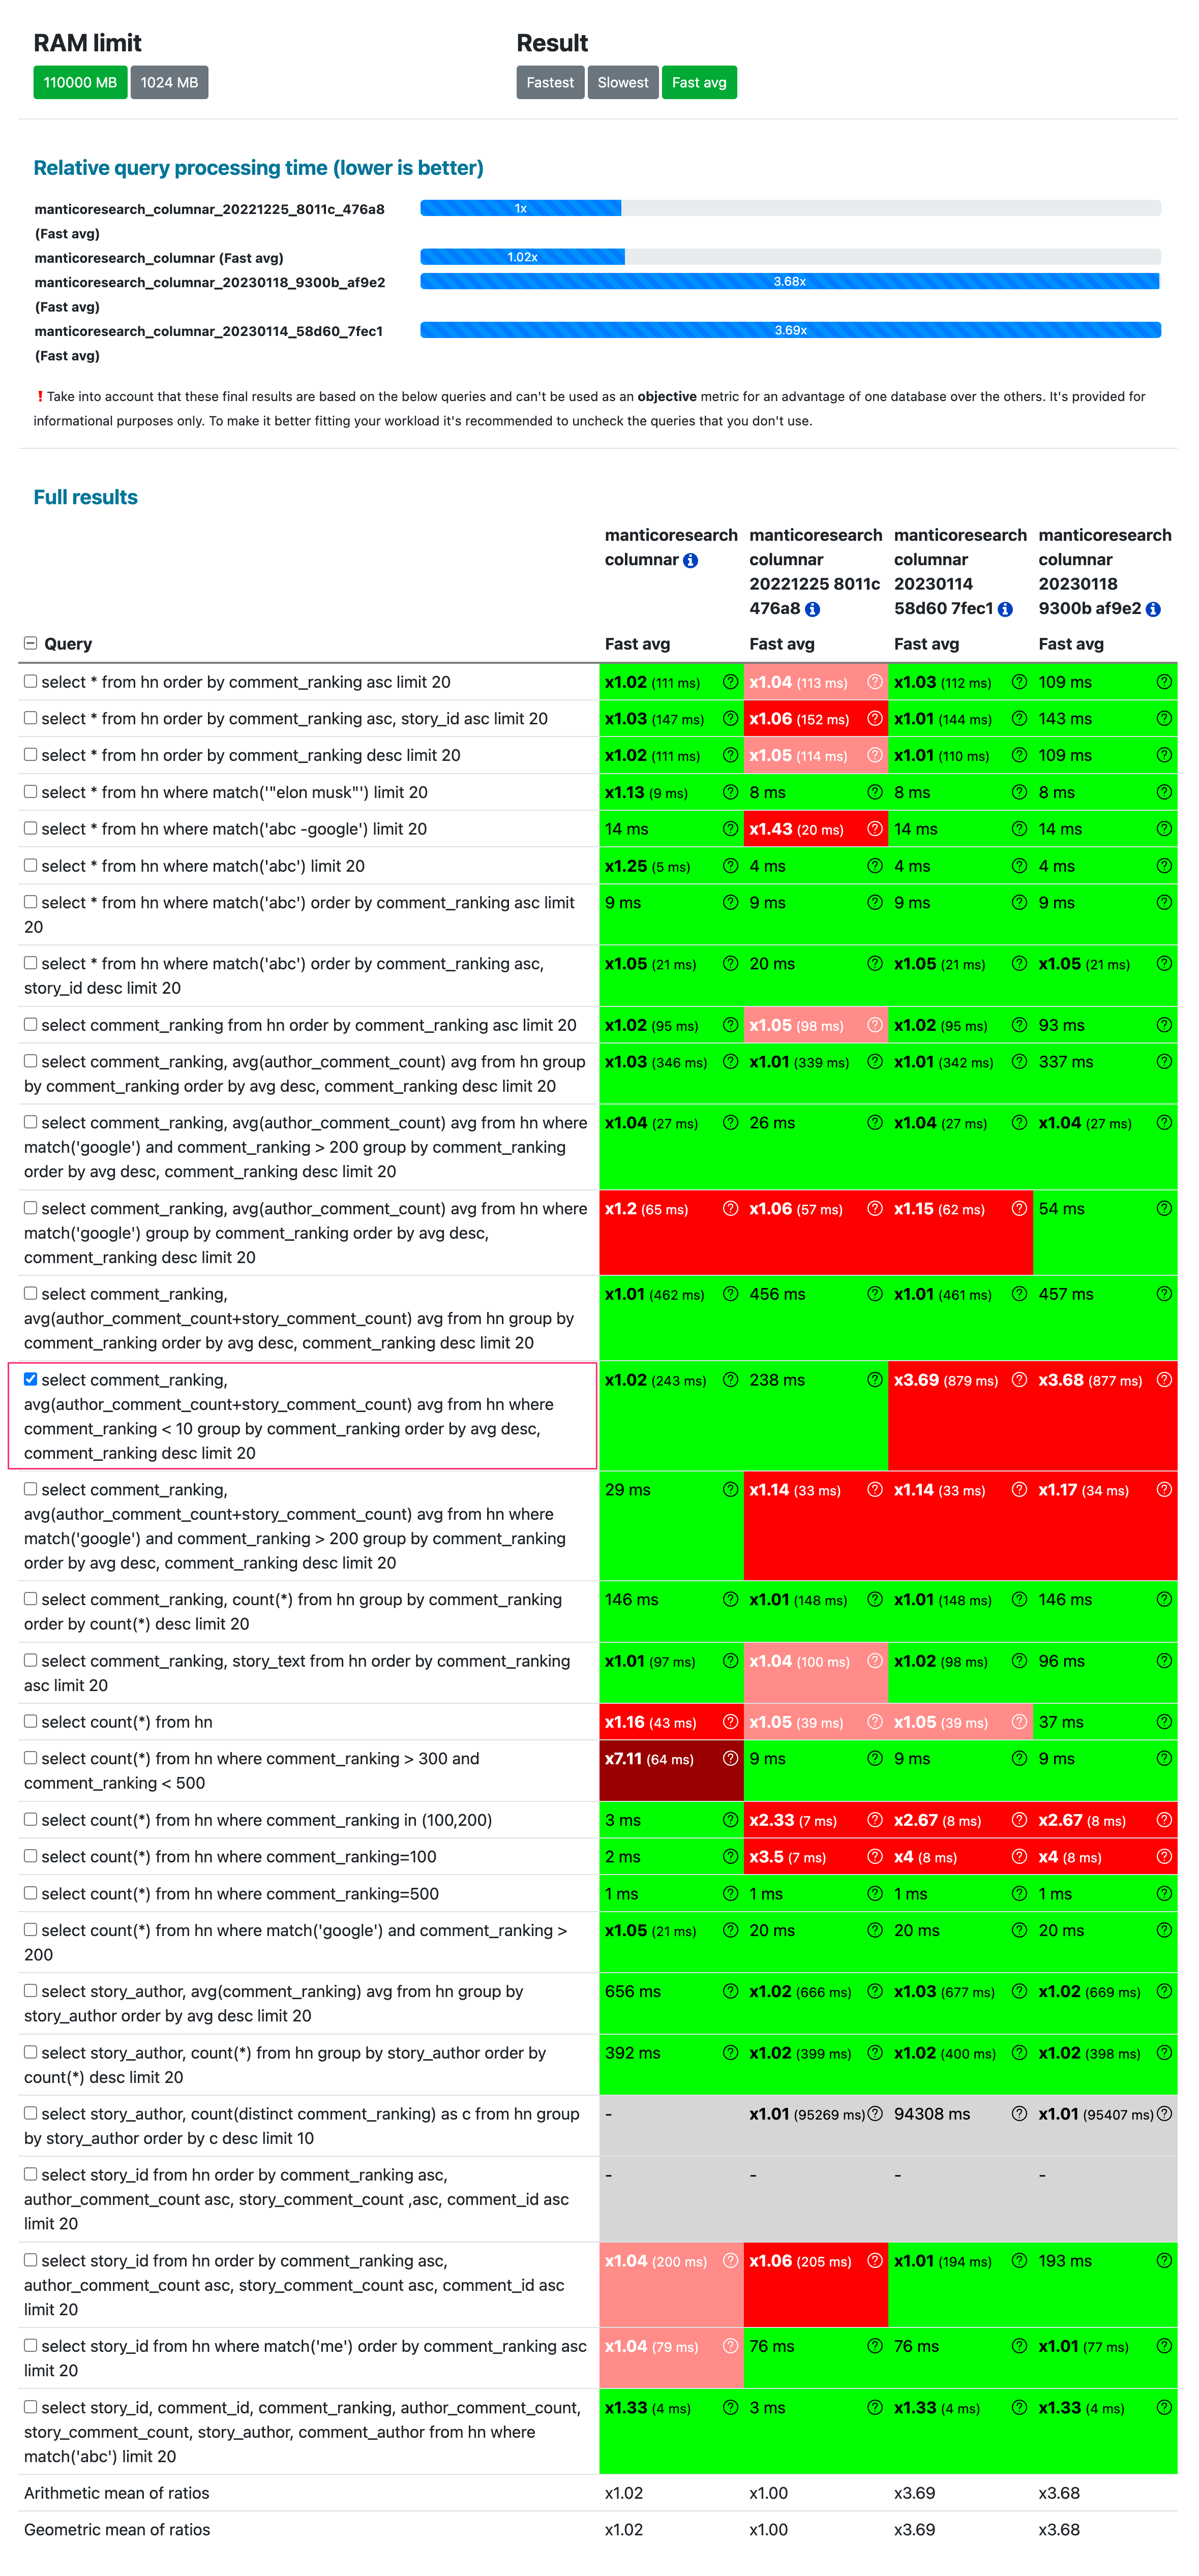 RAM limit
Result
110000 MB
1024 MB
Fastest
Slowest
Fast avg
Relative query processing time (lower is better)
manticoresearch_columnar_20221225_8011c_476a8
(Fast avg)
1x
manticoresearch_columnar (Fast avg)
1.02x
manticoresearch_columnar_20230118_9300b_af9e2
(Fast avg)
3.68x
manticoresearch_columnar_20230114_58d60_7fec1
(Fast avg)
3.69x
❗Take into account that these final results are based on the below queries and can't be used as an objective metric for an advantage of one database over the others. It's provided for
informational purposes only. To make it better fitting your workload it's recommended to uncheck the queries that you don't use.
Full results
manticoresearch
columnar
manticoresearch
columnar
20221225 8011c
476a8
manticoresearch
columnar
20230114
58d60 7fec1
manticoresearch
columnar
20230118
9300b af9e2
Query
Fast avg
Fast avg
Fast avg
Fast avg
select * from hn order by comment_ranking asc limit 20
x1.02 (111 ms)
x1.04 (113 ms)
x1.03 (112 ms)
109 ms
select * from hn order by comment_ranking asc, story_id asc limit 20
x1.03 (147 ms)
x1.06 (152 ms)
x1.01 (144 ms)
143 ms
select * from hn order by comment_ranking desc limit 20
x1.02 (111 ms)
x1.05 (114 ms)
x1.01 (110 ms)
109 ms
select * from hn where match('"elon musk"') limit 20
x1.13 (9 ms)
8 ms
8 ms
8 ms
select * from hn where match('abc -google') limit 20
14 ms
x1.43 (20 ms)
14 ms
14 ms
select * from hn where match('abc') limit 20
x1.25 (5 ms)
4 ms
4 ms
4 ms
select * from hn where match('abc') order by comment_ranking asc limit
20
9 ms
9 ms
9 ms
9 ms
select * from hn where match('abc') order by comment_ranking asc,
story_id desc limit 20
x1.05 (21 ms)
20 ms
x1.05 (21 ms)
x1.05 (21 ms)
select comment_ranking from hn order by comment_ranking asc limit 20
x1.02 (95 ms)
x1.05 (98 ms)
x1.02 (95 ms)
93 ms
select comment_ranking, avg(author_comment_count) avg from hn group
by comment_ranking order by avg desc, comment_ranking desc limit 20
x1.03 (346 ms)
x1.01 (339 ms)
x1.01 (342 ms)
337 ms
select comment_ranking, avg(author_comment_count) avg from hn where
match('google') and comment_ranking > 200 group by comment_ranking
order by avg desc, comment_ranking desc limit 20
x1.04 (27 ms)
26 ms
x1.04 (27 ms)
x1.04 (27 ms)
select comment_ranking, avg(author_comment_count) avg from hn where
match('google') group by comment_ranking order by avg desc,
comment_ranking desc limit 20
x1.2 (65 ms)
x1.06 (57 ms)
x1.15 (62 ms)
54 ms
select comment_ranking,
avg(author_comment_count+story_comment_count) avg from hn group by
comment_ranking order by avg desc, comment_ranking desc limit 20
x1.01 (462 ms)
456 ms
x1.01 (461 ms)
457 ms
select comment_ranking,
avg(author_comment_count+story_comment_count) avg from hn where
comment_ranking < 10 group by comment_ranking order by avg desc,
comment_ranking desc limit 20
x1.02 (243 ms)
238 ms
x3.69 (879 ms)
x3.68 (877 ms)
select comment_ranking,
avg(author_comment_count+story_comment_count) avg from hn where
match('google') and comment_ranking > 200 group by comment_ranking
order by avg desc, comment_ranking desc limit 20
29 ms
x1.14 (33 ms)
x1.14 (33 ms)
x1.17 (34 ms)
select comment_ranking, count(*) from hn group by comment_ranking
order by count(*) desc limit 20
146 ms
x1.01 (148 ms)
x1.01 (148 ms)
146 ms
select comment_ranking, story_text from hn order by comment_ranking
asc limit 20
x1.01 (97 ms)
x1.04 (100 ms)
x1.02 (98 ms)
96 ms
select count(*) from hn
x1.16 (43 ms)
x1.05 (39 ms)
x1.05 (39 ms)
37 ms
select count(*) from hn where comment_ranking > 300 and
comment_ranking < 500
x7.11 (64 ms)
9 ms
9 ms
9 ms
select count(*) from hn where comment_ranking in (100,200)
3 ms
x2.33 (7 ms)
x2.67 (8 ms)
x2.67 (8 ms)
select count(*) from hn where comment_ranking=100
2 ms
x3.5 (7 ms)
x4 (8 ms)
x4 (8 ms)
select count(*) from hn where comment_ranking=500
1 ms
1 ms
1 ms
1 ms
select count(*) from hn where match('google') and comment_ranking >
200
x1.05 (21 ms)
20 ms
20 ms
20 ms
select story_author, avg(comment_ranking) avg from hn group by
story_author order by avg desc limit 20
656 ms
x1.02 (666 ms)
x1.03 (677 ms)
x1.02 (669 ms)
select story_author, count(*) from hn group by story_author order by
count(*) desc limit 20
392 ms
x1.02 (399 ms)
x1.02 (400 ms)
x1.02 (398 ms)
select story_author, count(distinct comment_ranking) as c from hn group
by story_author order by c desc limit 10
-
x1.01 (95269 ms)
94308 ms
x1.01 (95407 ms)
select story_id from hn order by comment_ranking asc,
author_comment_count asc, story_comment_count ,asc, comment_id asc
limit 20
-
-
-
-
select story_id from hn order by comment_ranking asc,
author_comment_count asc, story_comment_count asc, comment_id asc
limit 20
x1.04 (200 ms)
x1.06 (205 ms)
x1.01 (194 ms)
193 ms
select story_id from hn where match('me') order by comment_ranking asc
limit 20
x1.04 (79 ms)
76 ms
76 ms
x1.01 (77 ms)
select story_id, comment_id, comment_ranking, author_comment_count,
story_comment_count, story_author, comment_author from hn where
match('abc') limit 20
x1.33 (4 ms)
3 ms
x1.33 (4 ms)
x1.33 (4 ms)
Arithmetic mean of ratios
x1.02
x1.00
x3.69
x3.68
Geometric mean of ratios
x1.02
x1.00
x3.69
x3.68